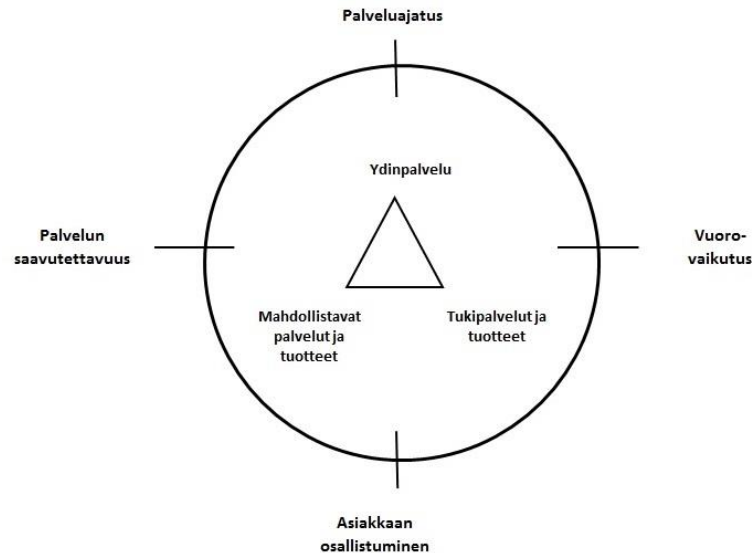 Palveluajatus
Ydinpalvelu
Palvelun
saavutettavuus
Vuoro-
vaikutus
Mahdollistavat
palvelut ja
tuotteet
Tukipalvelut ja
tuotteet
Asiakkaan
osallistuminen